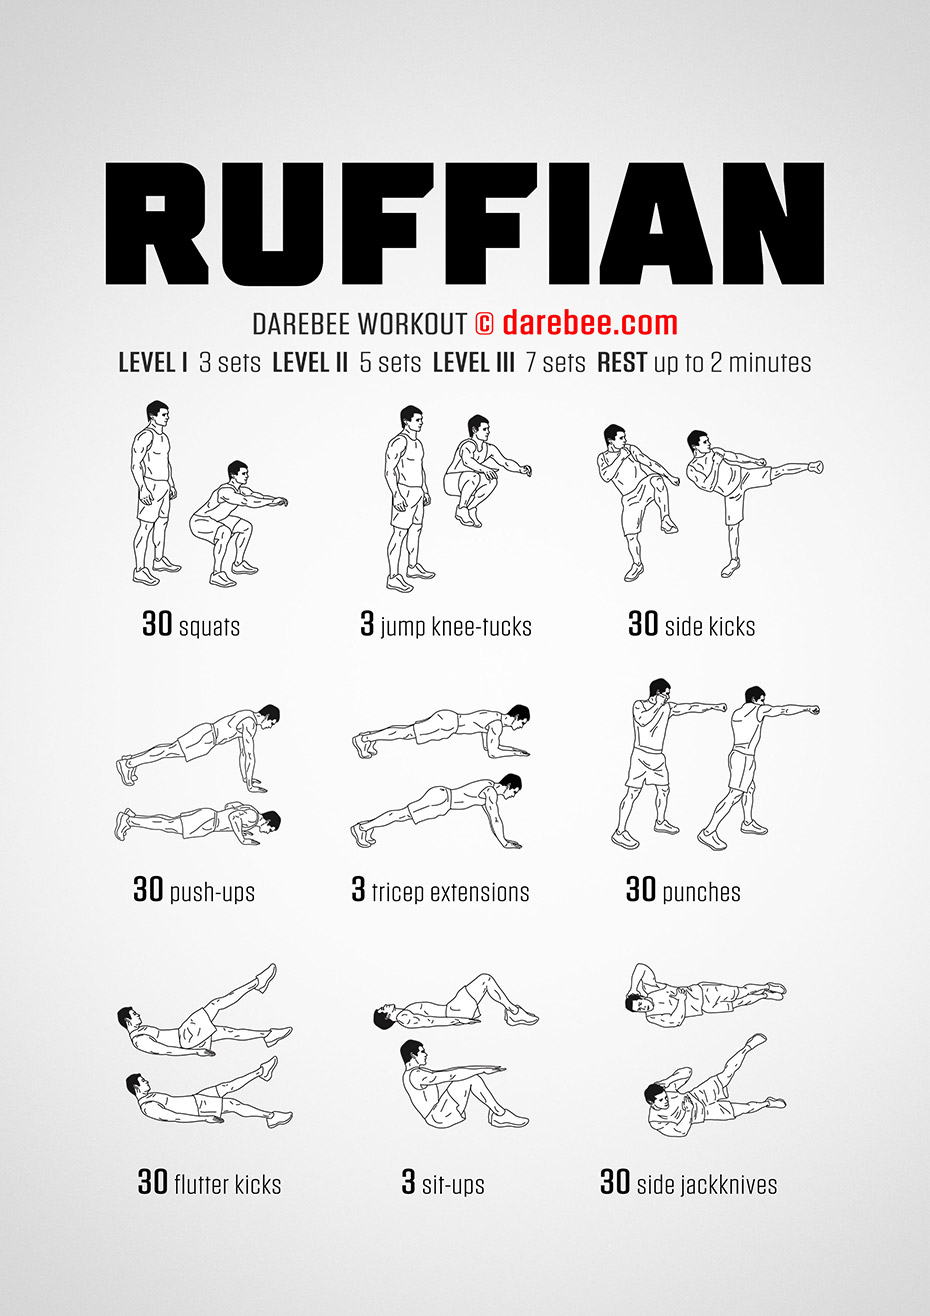 RUFFIAN
DAREBEE WORKOUT © darebee.com
LEVEL I 3 sets LEVEL II 5 sets LEVEL III 7 sets REST up to 2 minutes
30 squats
3 jump knee-tucks
30 side kicks
30 push-ups
3 tricep extensions
30 punches
30 flutter kicks
3 sit-ups
30 side jackknives